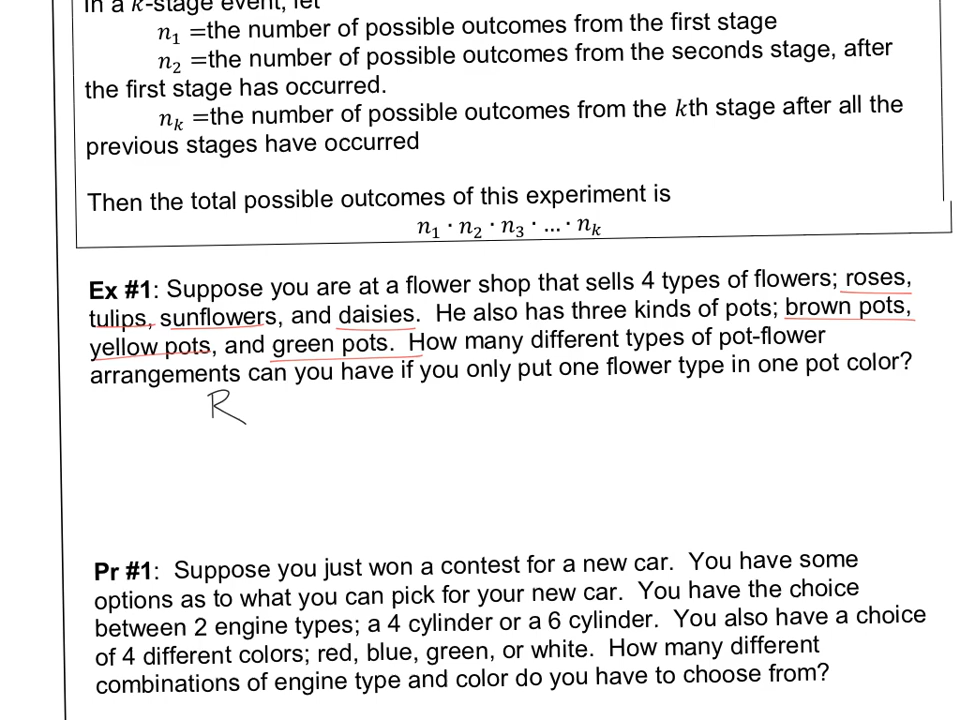 In a k-stage event, let
n₁ =the number of possible outcomes from the first stage
n₂ =the number of possible outcomes from the seconds stage, after
the first stage has occurred.
nₖ =the number of possible outcomes from the kth stage after all the
previous stages have occurred
Then the total possible outcomes of this experiment is
n₁ · n₂ · n₃ · … · nₖ
Ex #1: Suppose you are at a flower shop that sells 4 types of flowers; roses,
tulips, sunflowers, and daisies. He also has three kinds of pots; brown pots,
yellow pots, and green pots. How many different types of pot-flower
arrangements can you have if you only put one flower type in one pot color?
R
Pr #1: Suppose you just won a contest for a new car. You have some
options as to what you can pick for your new car. You have the choice
between 2 engine types; a 4 cylinder or a 6 cylinder. You also have a choice
of 4 different colors; red, blue, green, or white. How many different
combinations of engine type and color do you have to choose from?